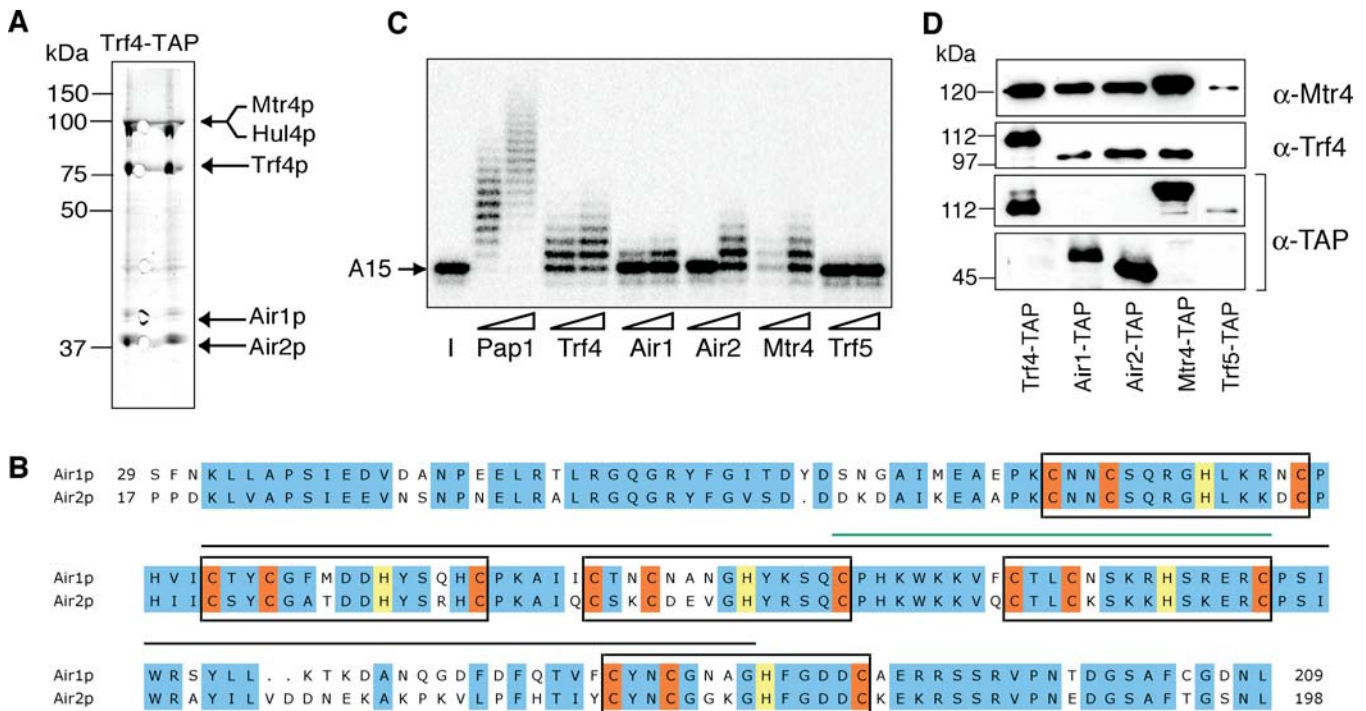 A
kDa
Trf4-TAP
150
100
75
50
37
Mtr4p
Hul4p
Trf4p
Air1p
Air2p
C
A15
I Pap1 Trf4 Air1 Air2 Mtr4 Trf5
D
kDa
120
112
97
112
45
α-Mtr4
α-Trf4
α-TAP
Trf4-TAP
Air1-TAP
Air2-TAP
Mtr4-TAP
Trf5-TAP
B
Air1p 29 S F N K L L A P S I E D V D A N P E E L R T L R G Q G R Y F G I T D Y D S N G A I M E A E P K C N N C S Q R G H L K R N C P
Air2p 17 P P D K L V A P S I E E V N S N P N E L R A L R G Q G R Y F G V S D . D D K D A I K E A A P K C N N C S Q R G H L K K D C P
Air1p H V I C T Y C G F M D D H Y S Q H C P K A I I C T N C N A N G H Y K S Q C P H K W K K V F C T L C N S K R H S R E R C P S I
Air2p H I I C S Y C G A T D D H Y S R H C P K A I Q C S K C D E V G H Y R S Q C P H K W K K V Q C T L C K S K K H S K E R C P S I
Air1p W R S Y L L . . K T K D A N Q G D F D F Q T V F C Y N C G N A G H F G D D C A E R R S S R V P N T D G S A F C G D N L 209
Air2p W R A Y I L V D D N E K A K P K V L P F H T I Y C Y N C G G K G H F G D D C K E K R S S R V P N E D G S A F T G S N L 198